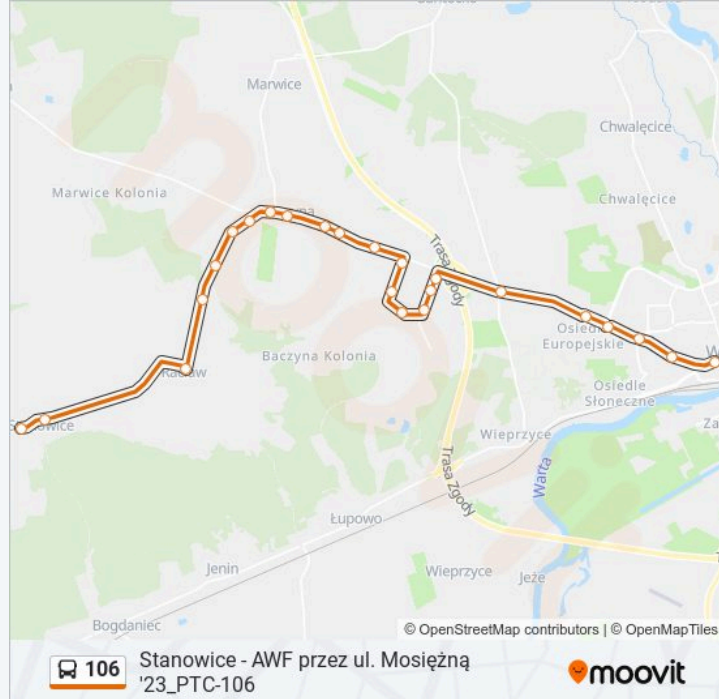 Marwice
Chwalęcice
Marwice Kolonia
Chwalęcice
Trasa Zgody
Osiedle
Europejskie
Baczyna Kolonia
Osiedle
Słoneczne
Wieprzyce
Trasa Zgody
Warta
Łupowo
Jenin
Wieprzyce
Jeże
Bogdaniec
© OpenStreetMap contributors | © OpenMapTiles
106
Stanowice - AWF przez ul. Mosiężną
'23_PTC-106
moovit